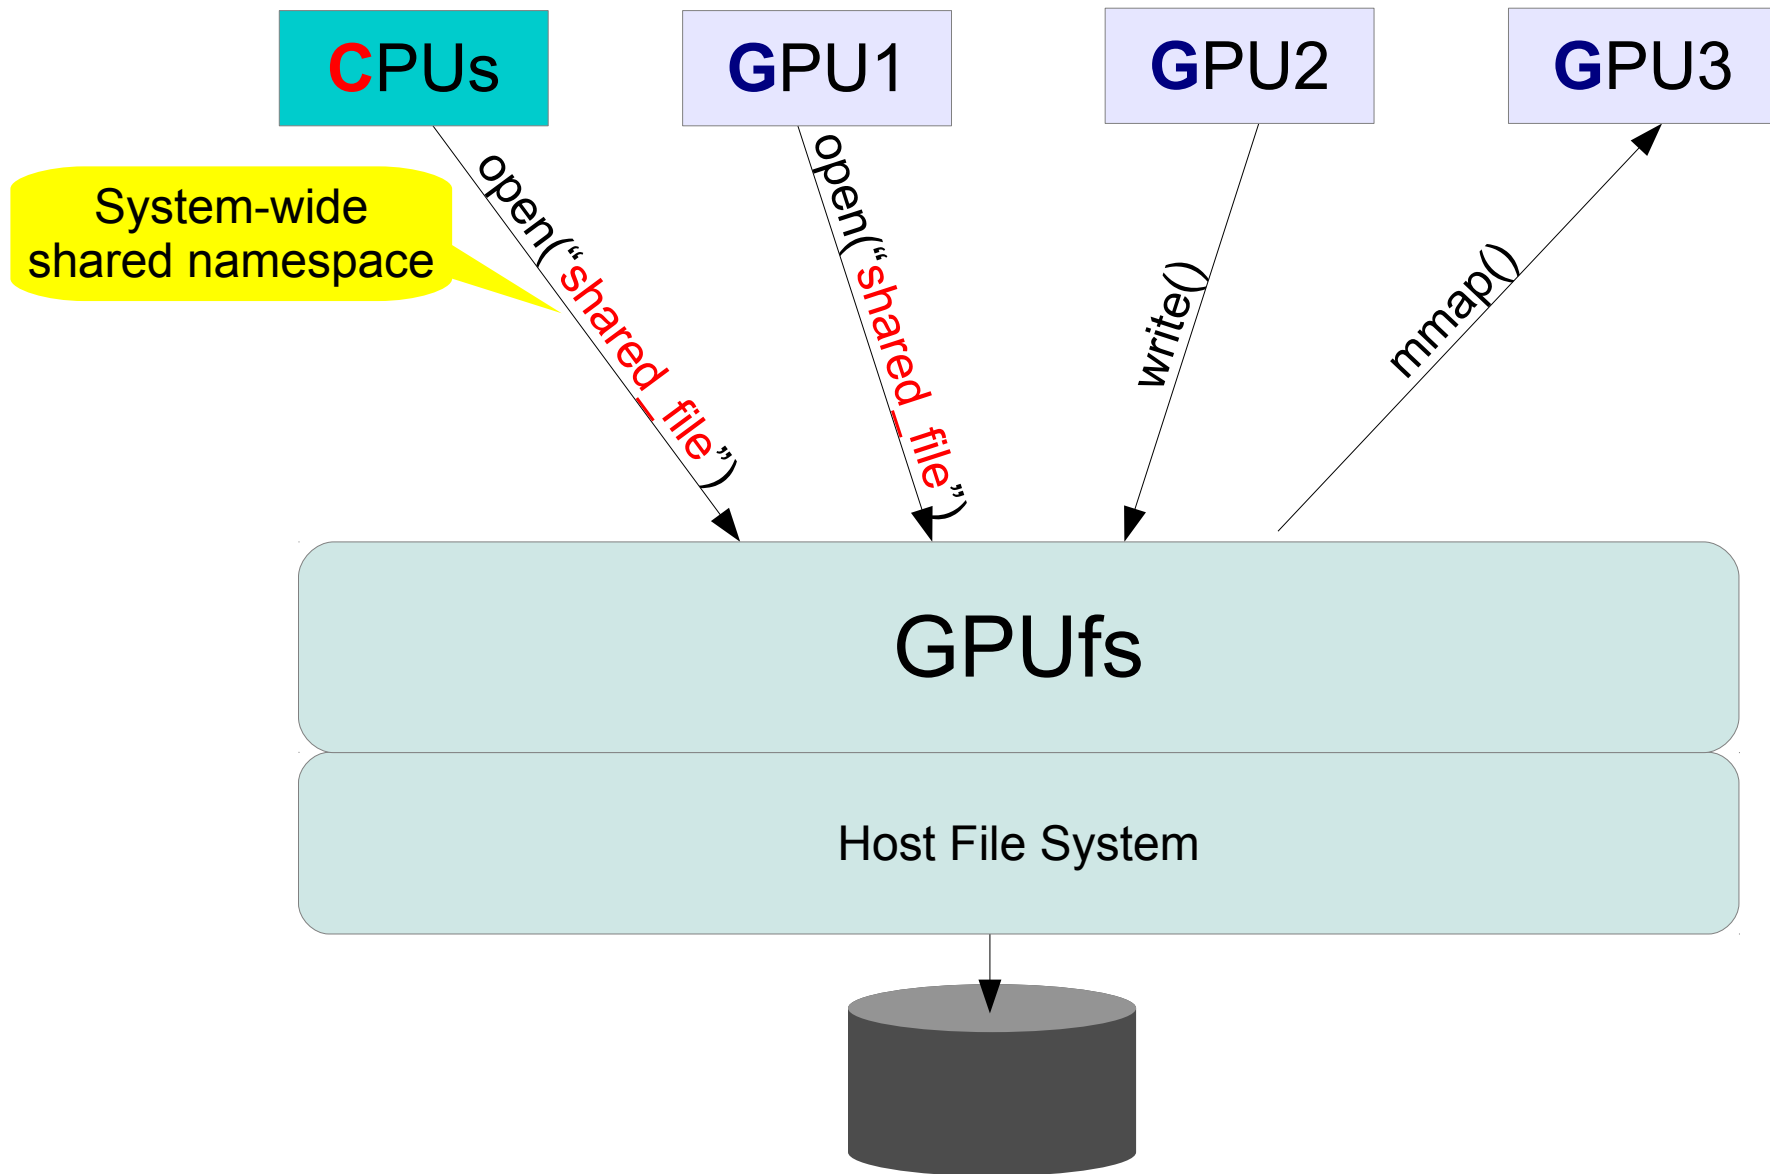 CPUs
GPU1
GPU2
GPU3
System-wide
shared namespace
open(“shared_file”)
open(“shared_file”)
write()
mmap()
GPUfs
Host File System